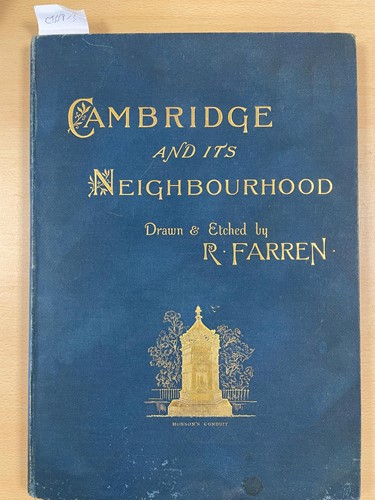 CAMBRIDGE
AND ITS
NEIGHBOURHOOD
Drawn & Etched by
R. FARREN.
HOBSON'S CONDUIT